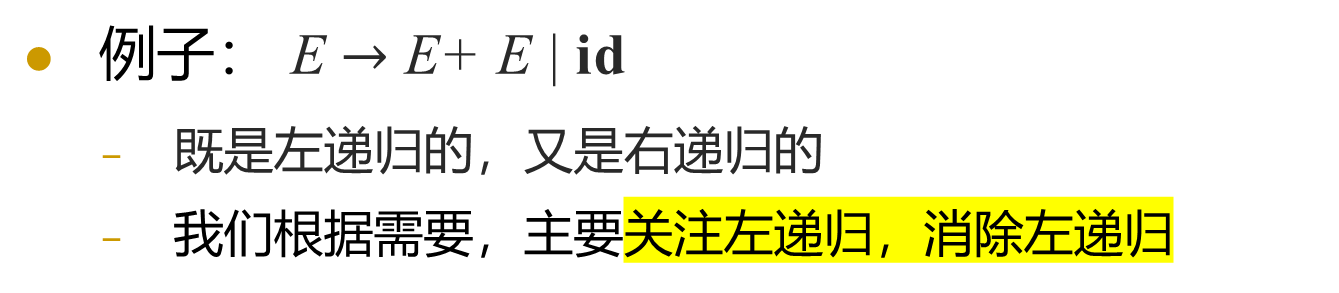 ● 例子： E → E+ E | id
– 既是左递归的，又是右递归的
– 我们根据需要，主要关注左递归，消除左递归